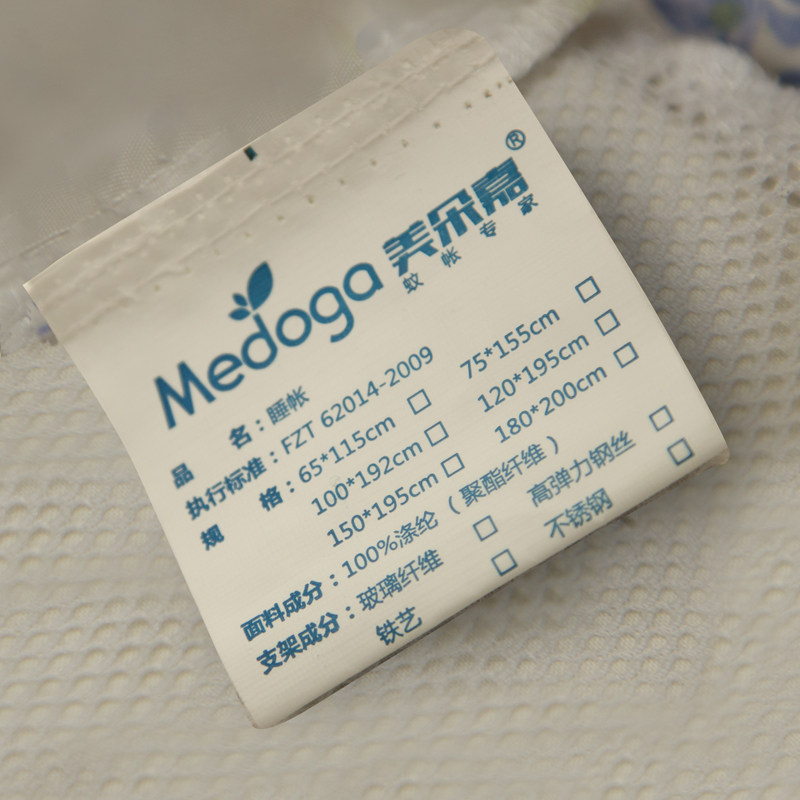 Medoga 美朵嘉®
蚊帐专家
品 名：睡帐
执行标准：FZT 62014-2009
规 格：65*115cm □ 75*155cm □
100*192cm □ 120*195cm □
150*195cm □ 180*200cm □
面料成分：100%涤纶（聚酯纤维）
支架成分：玻璃纤维 □ 高弹力钢丝 □
铁艺 □ 不锈钢 □